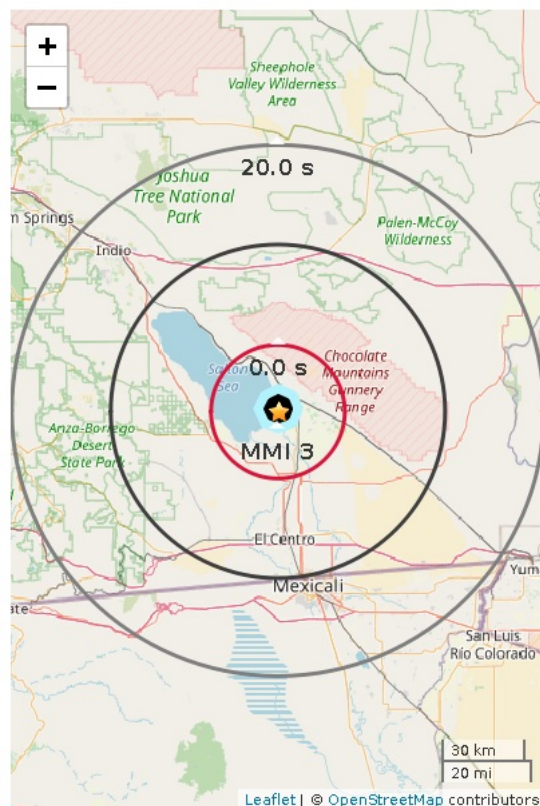 +
−
Sheephole
Valley Wilderness
Area
20.0 s
Joshua
Tree National
Park
m Springs
Palen-McCoy
Wilderness
Indio
0.0 s
Salton
Sea
Chocolate
Mountains
Gunnery
Range
Anza-Borrego
Desert
State Park
MMI 3
El Centro
Yum
Mexicali
ate
San Luis
Río Colorado
30 km
20 mi
Leaflet | © OpenStreetMap contributors